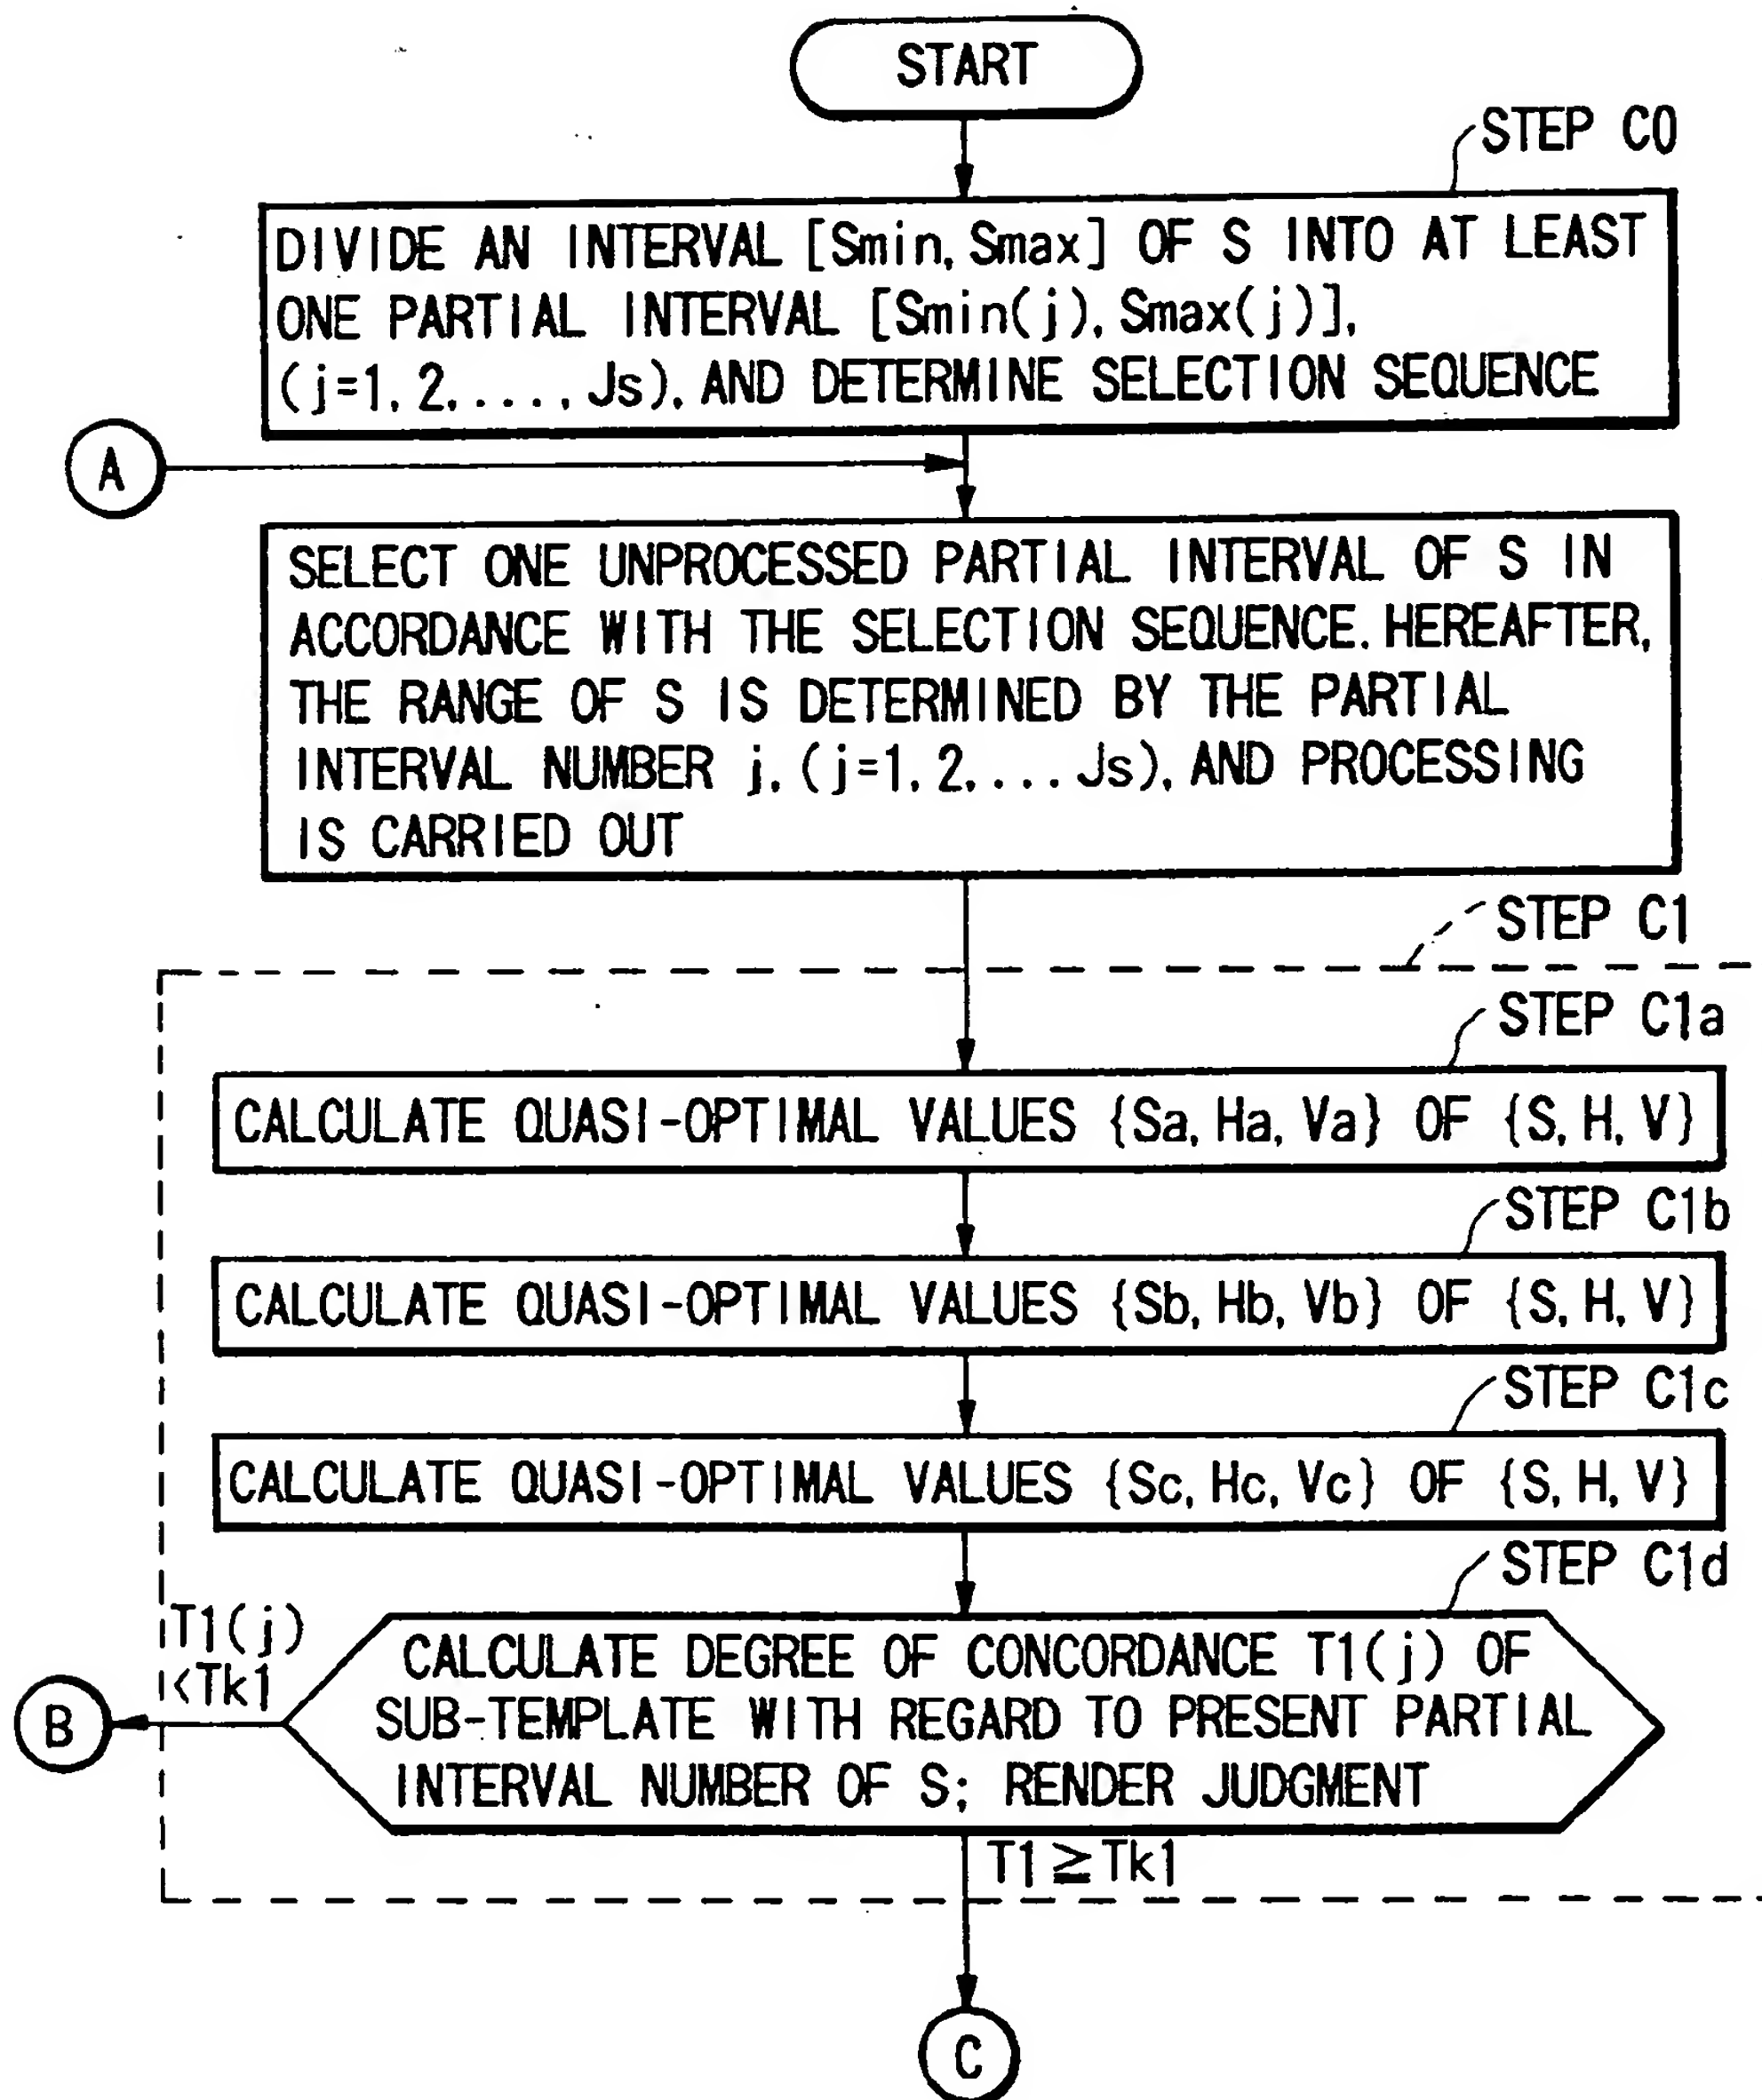 START
STEP C0
DIVIDE AN INTERVAL [Smin, Smax] OF S INTO AT LEAST
ONE PARTIAL INTERVAL [Smin(j), Smax(j)],
(j=1, 2, ...., Js), AND DETERMINE SELECTION SEQUENCE
A
SELECT ONE UNPROCESSED PARTIAL INTERVAL OF S IN
ACCORDANCE WITH THE SELECTION SEQUENCE. HEREAFTER,
THE RANGE OF S IS DETERMINED BY THE PARTIAL
INTERVAL NUMBER j, (j=1, 2, ... Js), AND PROCESSING
IS CARRIED OUT
STEP C1
STEP C1a
CALCULATE QUASI-OPTIMAL VALUES {Sa, Ha, Va} OF {S, H, V}
STEP C1b
CALCULATE QUASI-OPTIMAL VALUES {Sb, Hb, Vb} OF {S, H, V}
STEP C1c
CALCULATE QUASI-OPTIMAL VALUES {Sc, Hc, Vc} OF {S, H, V}
STEP C1d
T1(j)
<Tk1
B
CALCULATE DEGREE OF CONCORDANCE T1(j) OF
SUB-TEMPLATE WITH REGARD TO PRESENT PARTIAL
INTERVAL NUMBER OF S; RENDER JUDGMENT
T1≧Tk1
C